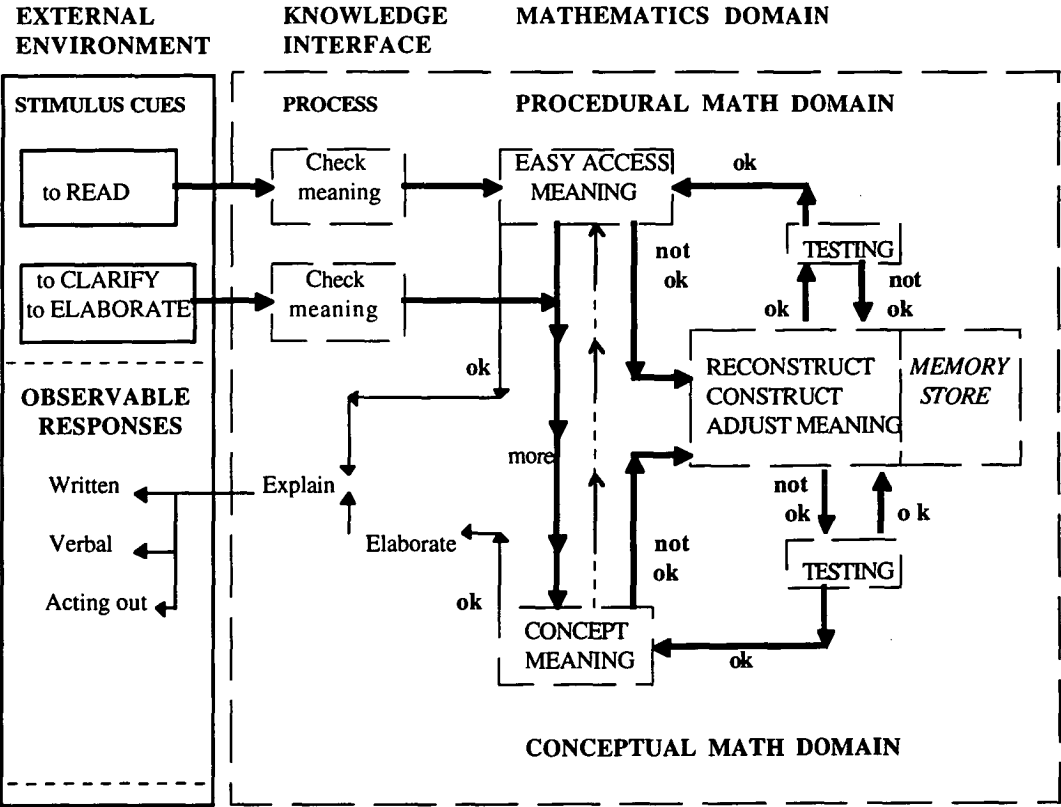 EXTERNAL
ENVIRONMENT
KNOWLEDGE
INTERFACE
MATHEMATICS DOMAIN
STIMULUS CUES
PROCESS
PROCEDURAL MATH DOMAIN
to READ
Check
meaning
EASY ACCESS
MEANING
ok
TESTING
not
ok
not
ok
ok
to CLARIFY
to ELABORATE
Check
meaning
RECONSTRUCT
CONSTRUCT
ADJUST MEANING
MEMORY
STORE
ok
OBSERVABLE
RESPONSES
more
Written
Verbal
Acting out
Explain
Elaborate
not
ok
o k
TESTING
not
ok
ok
CONCEPT
MEANING
ok
CONCEPTUAL MATH DOMAIN